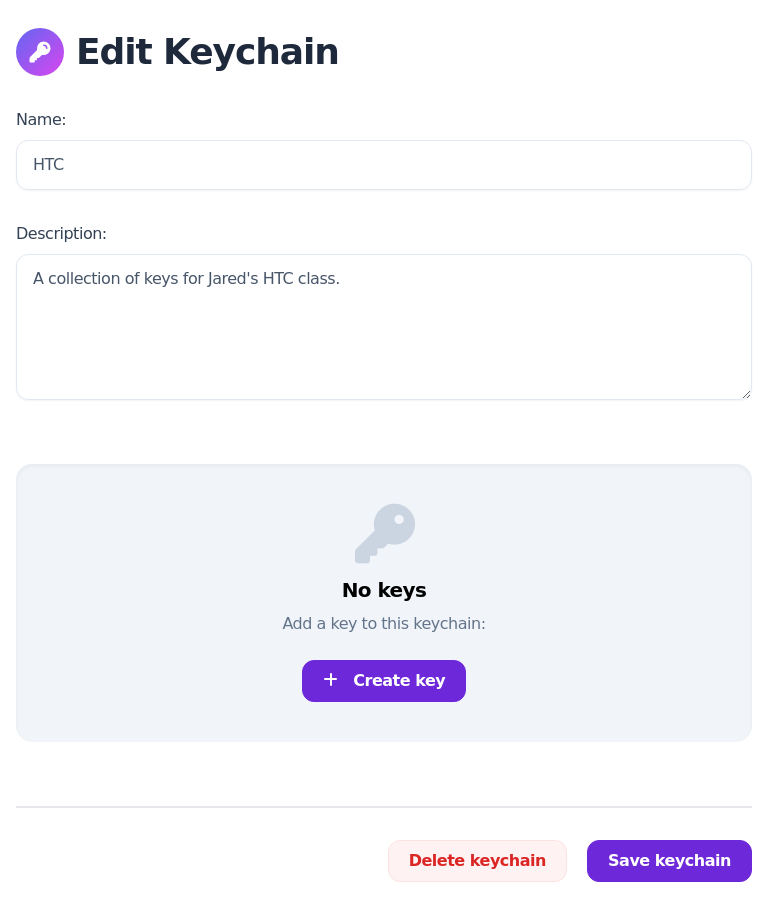 Edit Keychain
Name:
HTC
Description:
A collection of keys for Jared's HTC class.
No keys
Add a key to this keychain:
Create key
Delete keychain
Save keychain